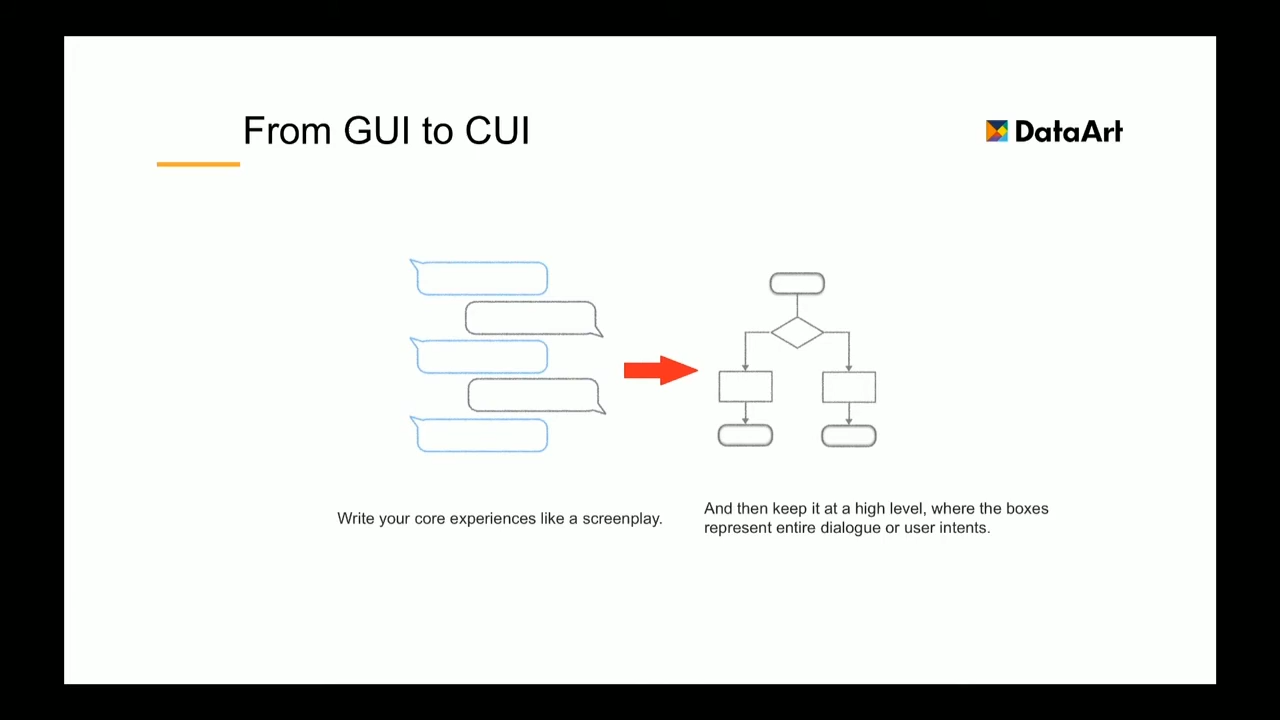 From GUI to CUI
DataArt
Write your core experiences like a screenplay.
And then keep it at a high level, where the boxes
represent entire dialogue or user intents.